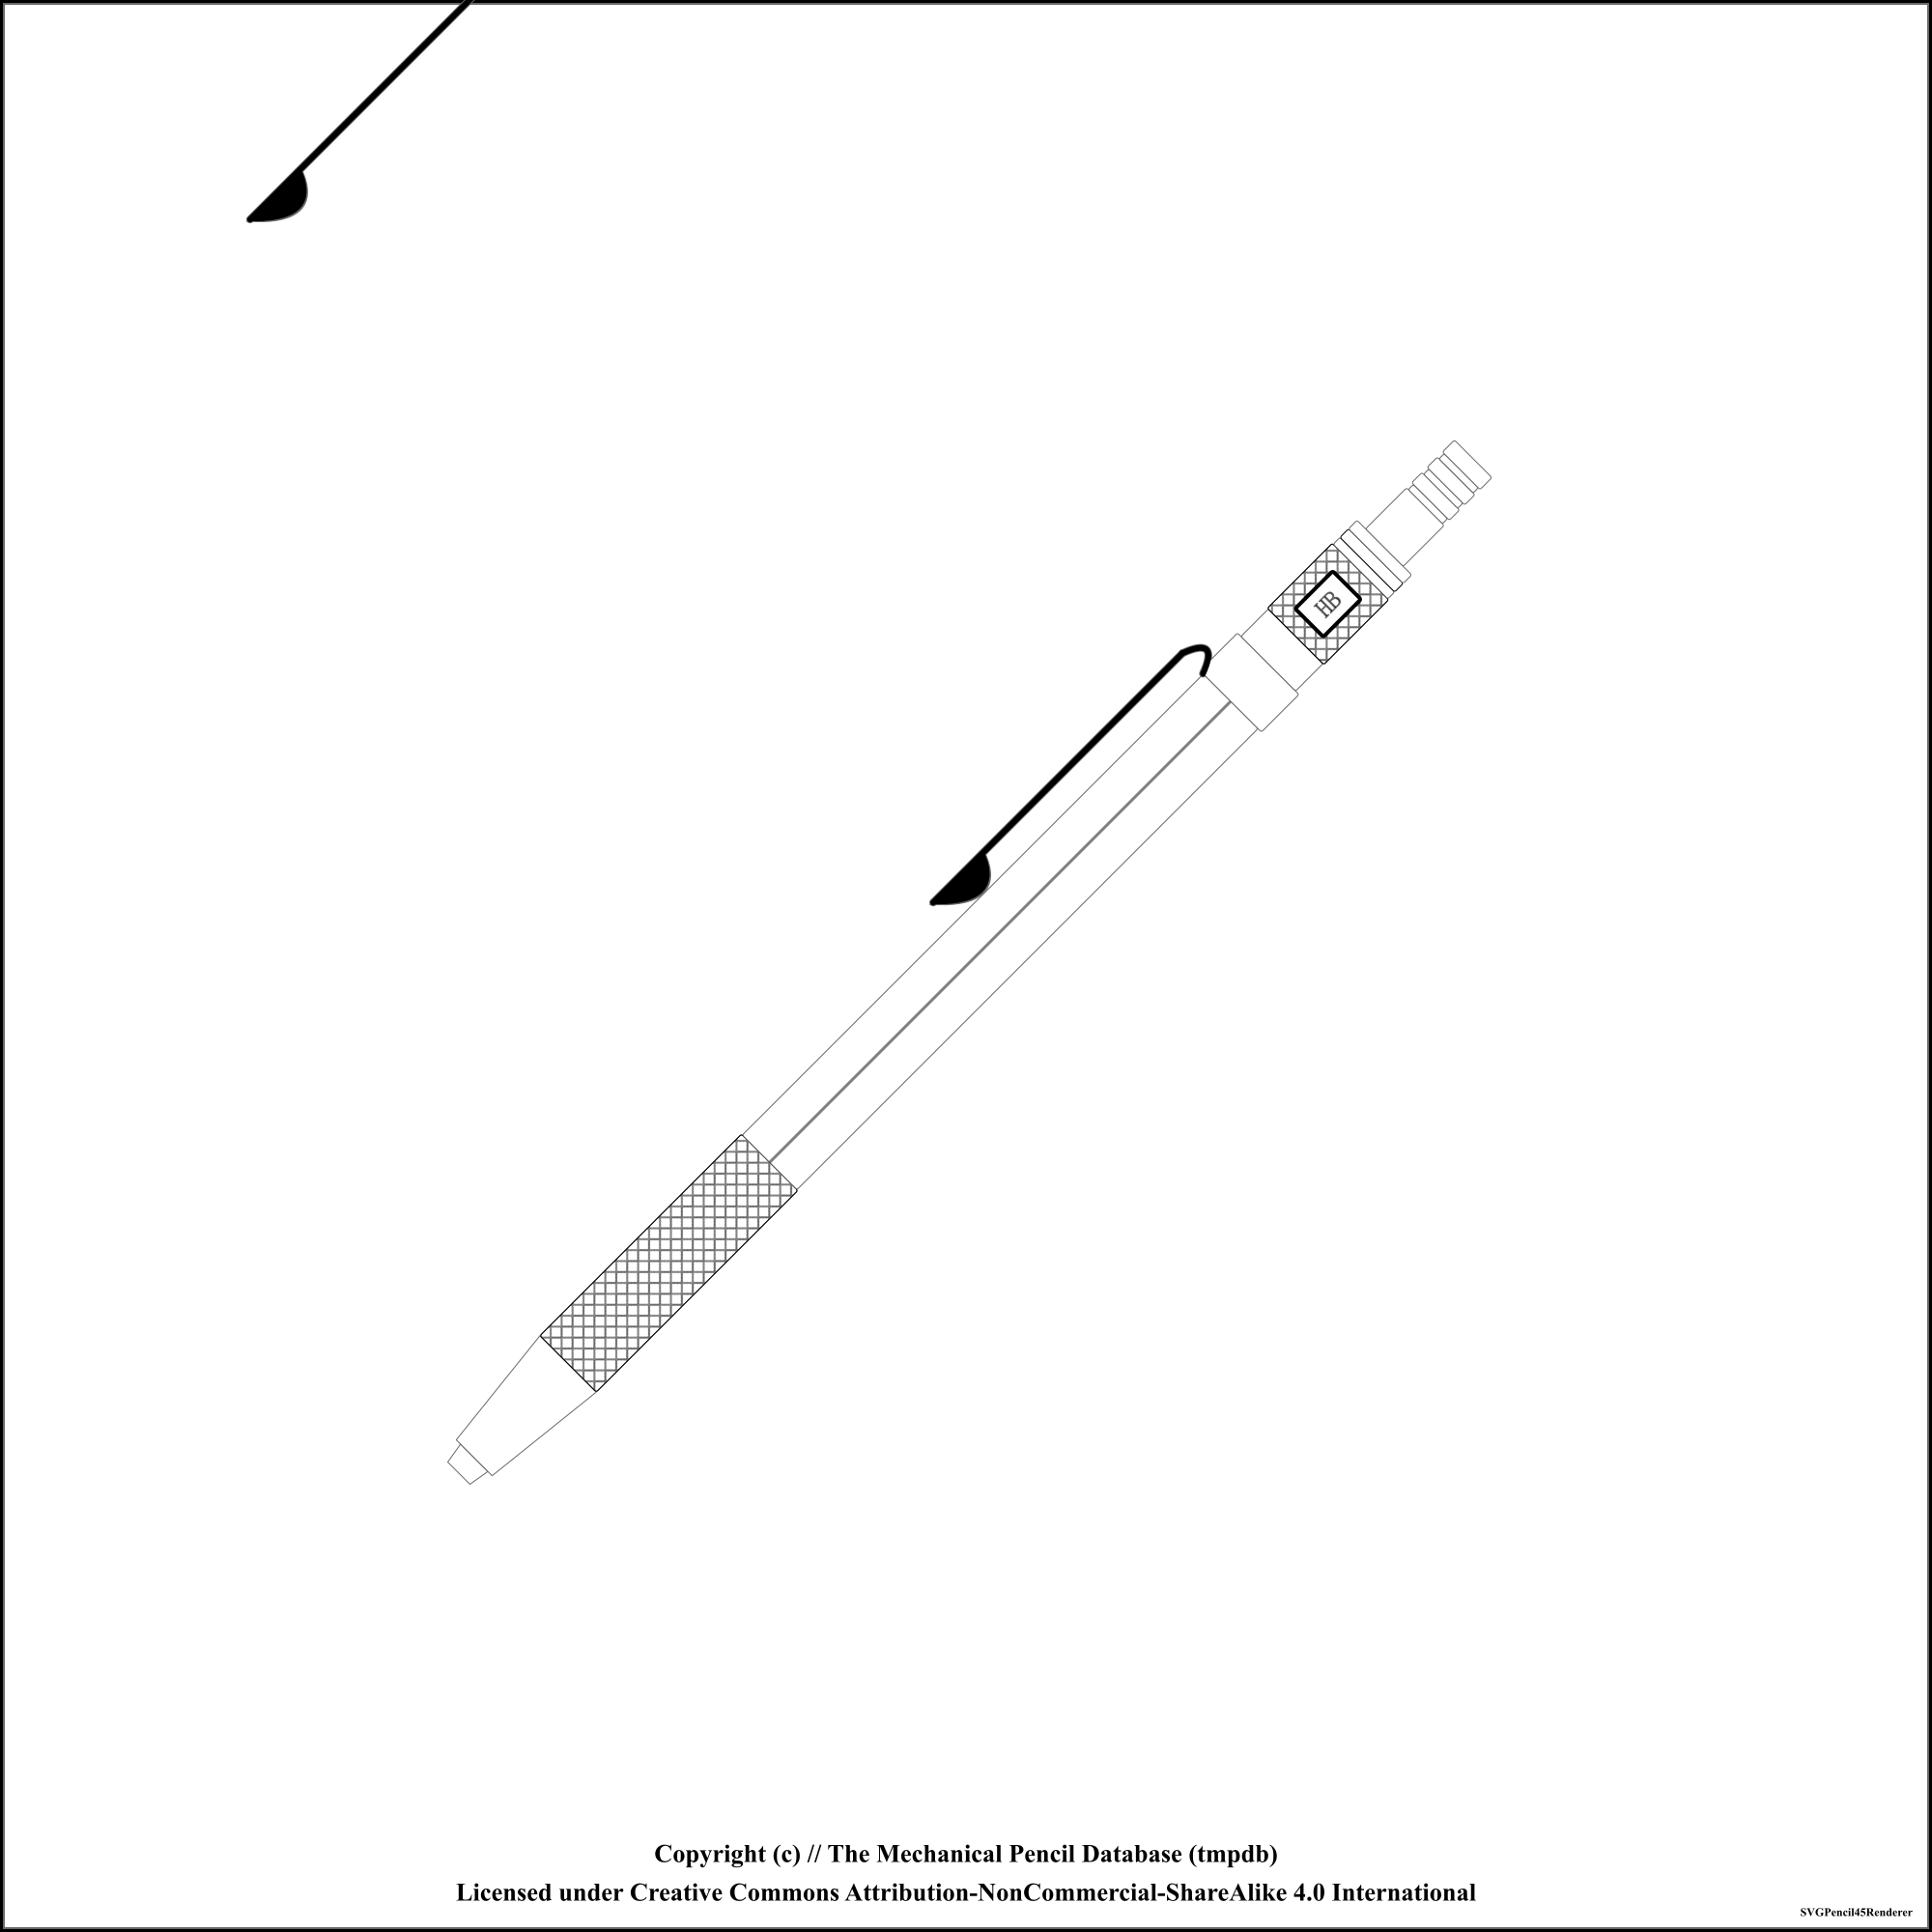 HB
Copyright (c) // The Mechanical Pencil Database (tmpdb)
Licensed under Creative Commons Attribution-NonCommercial-ShareAlike 4.0 International
SVGPencil45Renderer